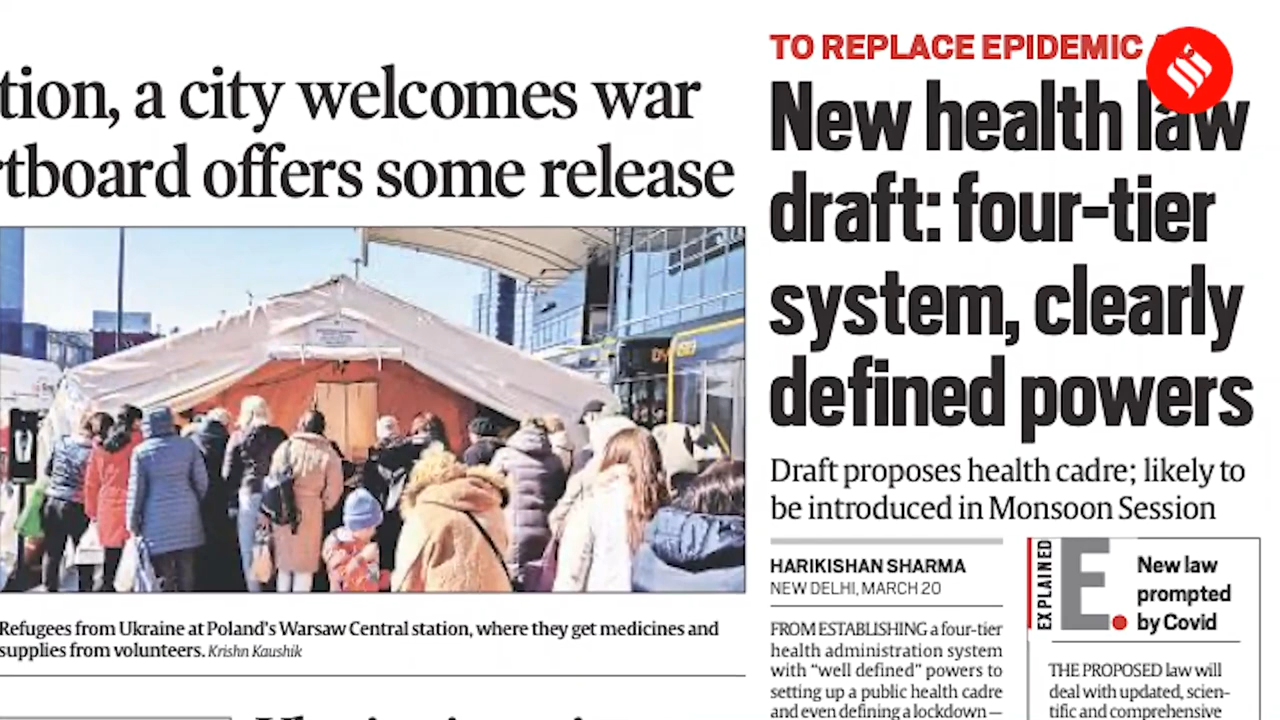 tion, a city welcomes war
rtboard offers some release
Refugees from Ukraine at Poland's Warsaw Central station, where they get medicines and
supplies from volunteers. Krishn Kaushik
TO REPLACE EPIDEMIC
New health law
draft: four-tier
system, clearly
defined powers
Draft proposes health cadre; likely to
be introduced in Monsoon Session
HARIKISHAN SHARMA
NEW DELHI, MARCH 20
FROM ESTABLISHING a four-tier
health administration system
with “well defined” powers to
setting up a public health cadre
and even defining a lockdown —
EXPLAINED
E.
New law
prompted
by Covid
THE PROPOSED law will
deal with updated, scien-
tific and comprehensive